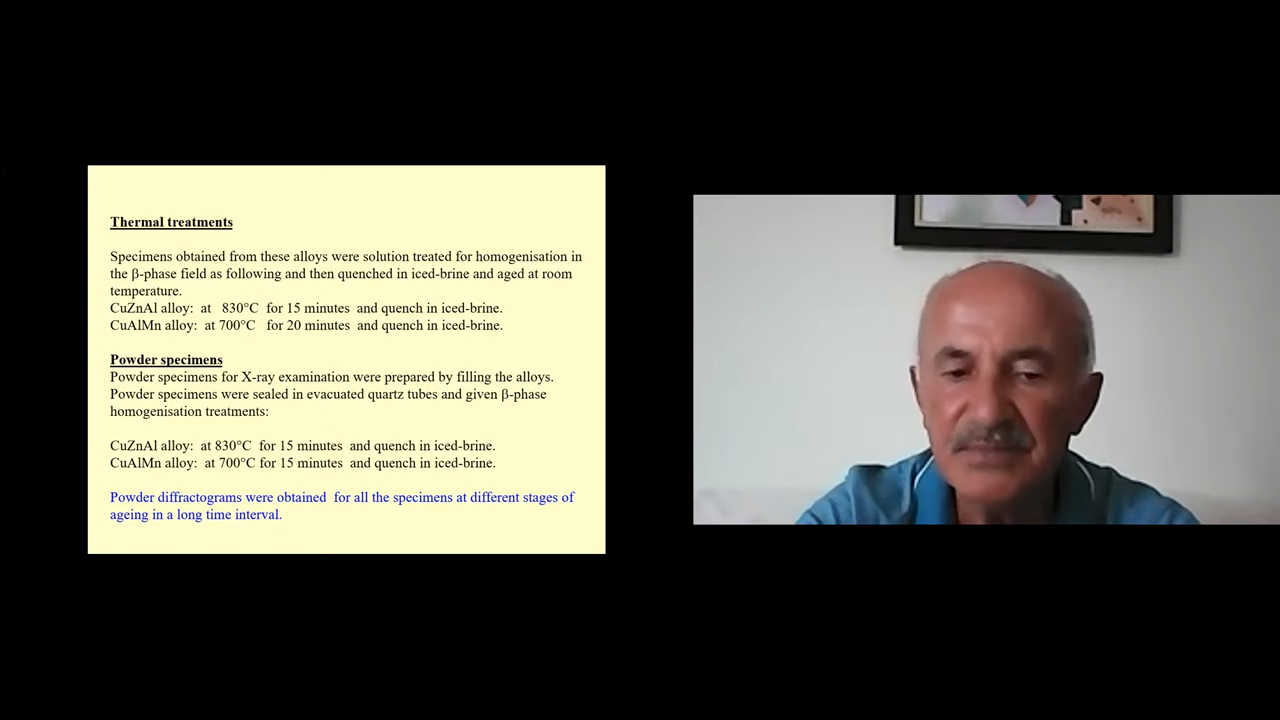 Thermal treatments
Specimens obtained from these alloys were solution treated for homogenisation in
the β-phase field as following and then quenched in iced-brine and aged at room
temperature.
CuZnAl alloy: at 830°C for 15 minutes and quench in iced-brine.
CuAlMn alloy: at 700°C for 20 minutes and quench in iced-brine.
Powder specimens
Powder specimens for X-ray examination were prepared by filling the alloys.
Powder specimens were sealed in evacuated quartz tubes and given β-phase
homogenisation treatments:
CuZnAl alloy: at 830°C for 15 minutes and quench in iced-brine.
CuAlMn alloy: at 700°C for 15 minutes and quench in iced-brine.
Powder diffractograms were obtained for all the specimens at different stages of
ageing in a long time interval.